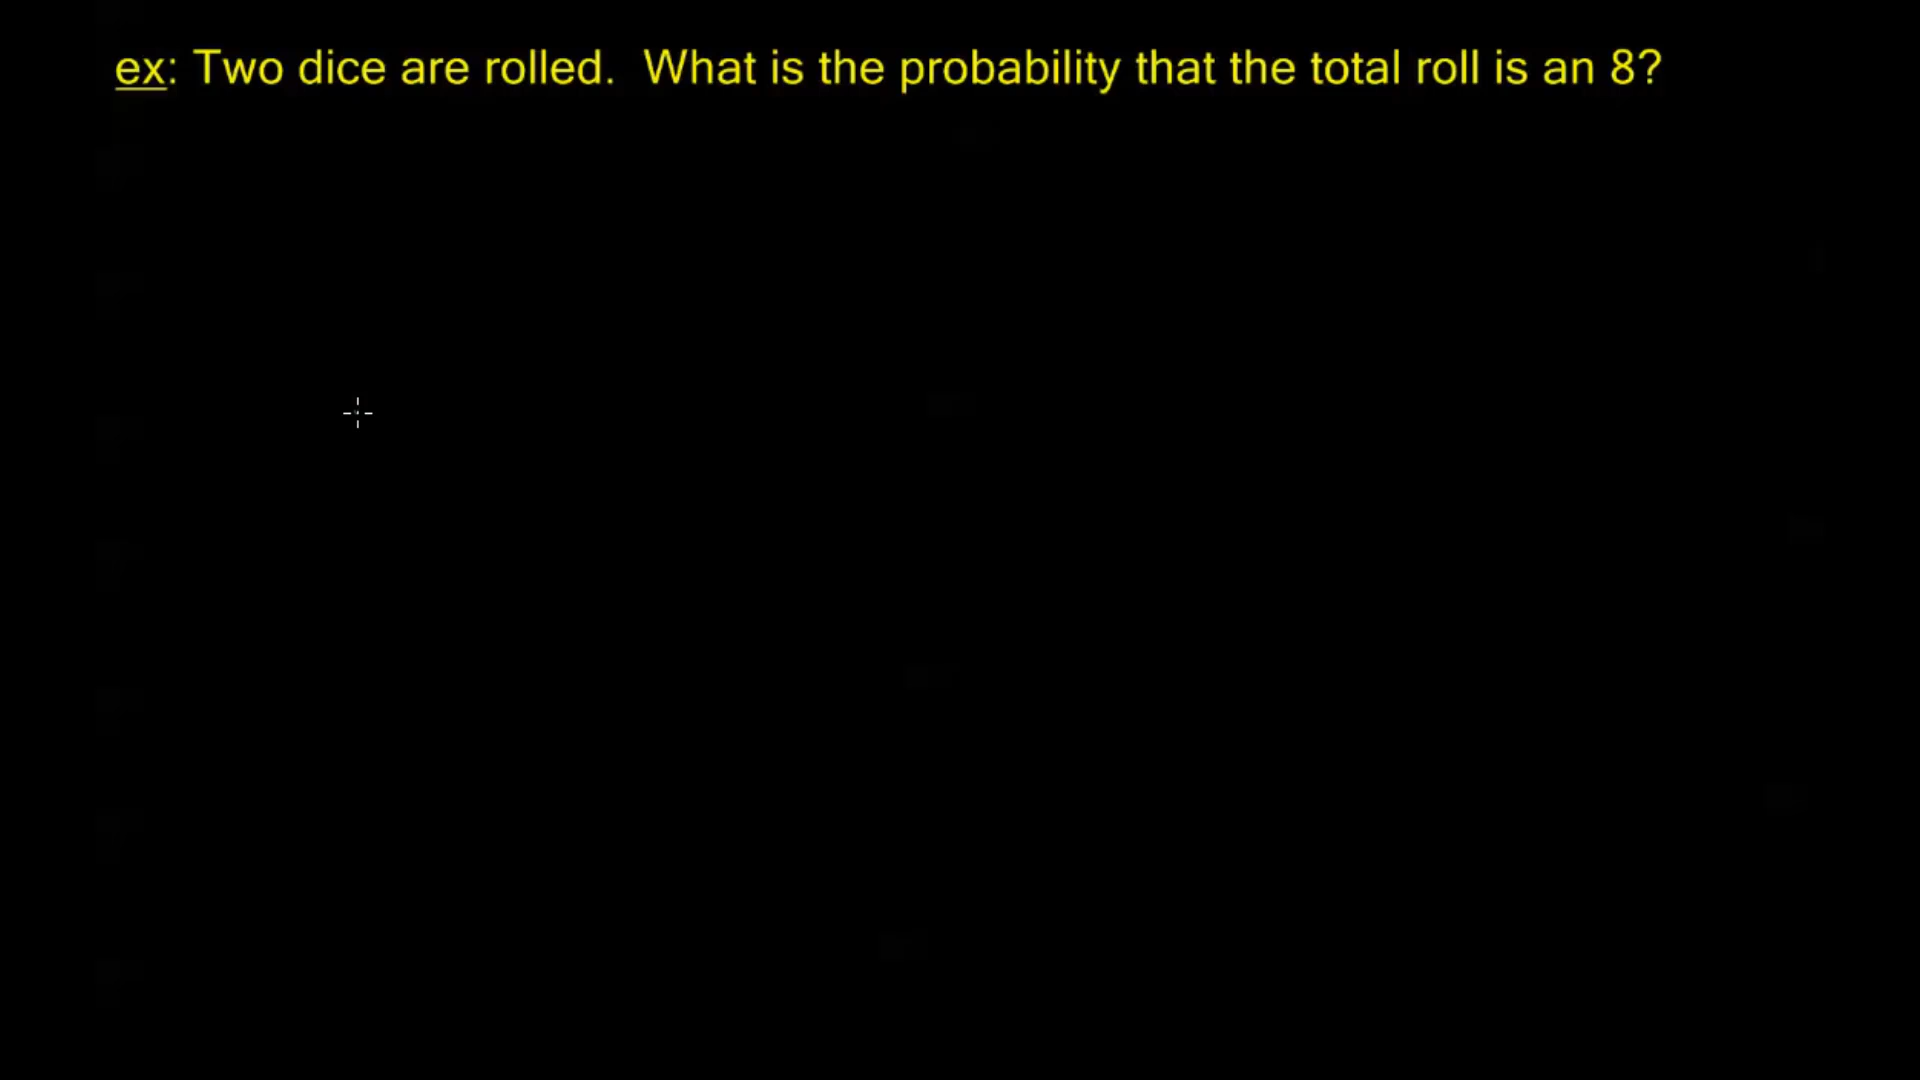 ex: Two dice are rolled.  What is the probability that the total roll is an 8?